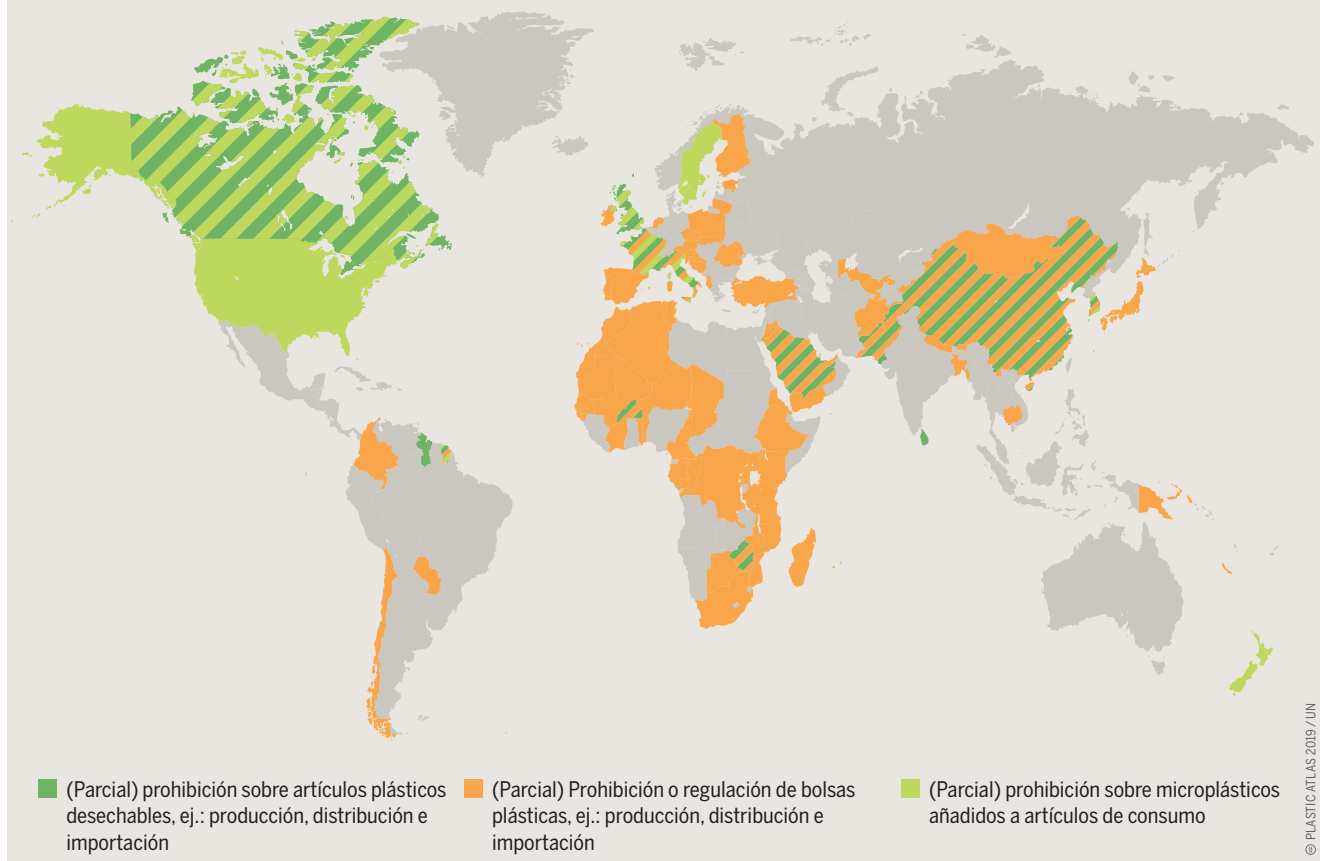 (Parcial) prohibición sobre artículos plásticos
desechables, ej.: producción, distribución e
importación
(Parcial) Prohibición o regulación de bolsas
plásticas, ej.: producción, distribución e
importación
(Parcial) prohibición sobre microplásticos
añadidos a artículos de consumo
© PLASTIC ATLAS 2019 / UN